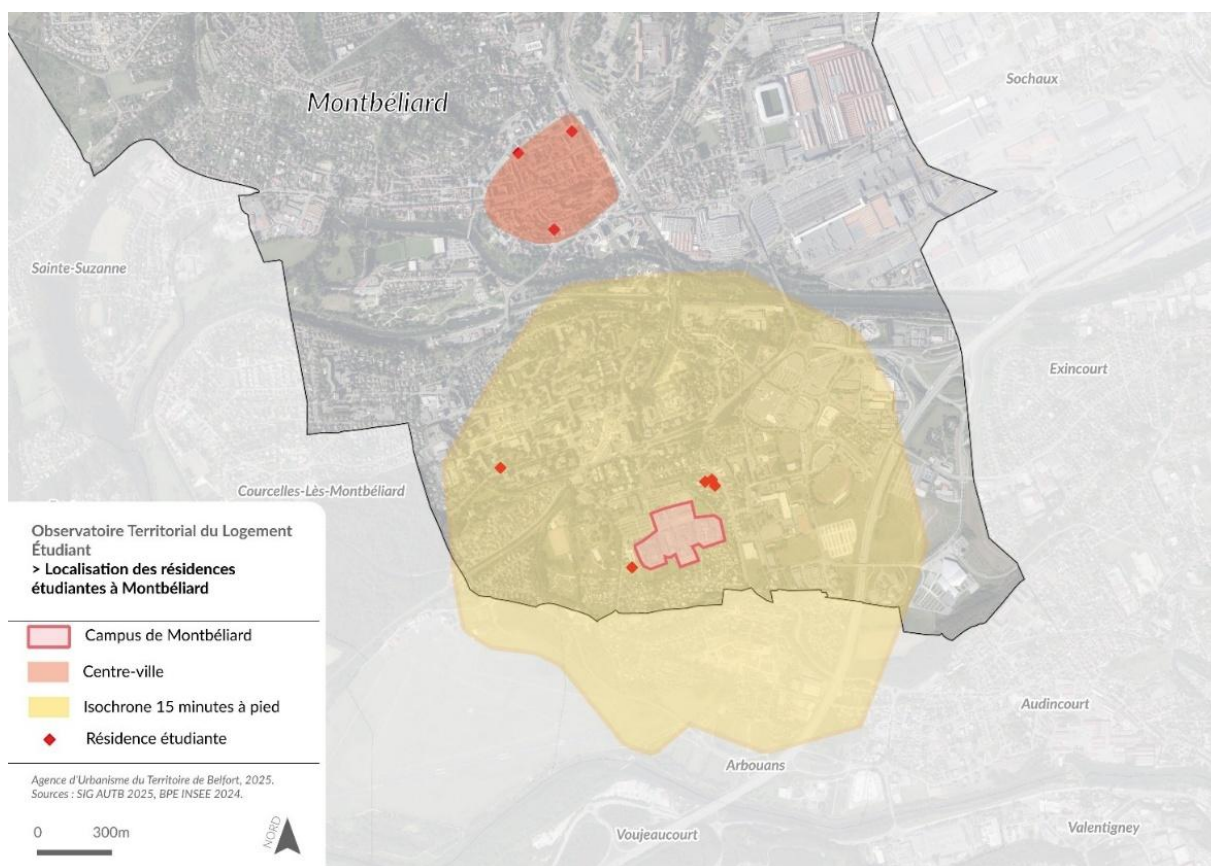 Montbéliard
Sochaux
Sainte-Suzanne
Exincourt
Courcelles-Lès-Montbéliard
Observatoire Territorial du Logement
Étudiant
> Localisation des résidences
étudiantes à Montbéliard
Campus de Montbéliard
Centre-ville
Isochrone 15 minutes à pied
Résidence étudiante
Agence d'Urbanisme du Territoire de Belfort, 2025.
Sources : SIG AUTB 2025, BPE INSEE 2024.
0 300m
NORD
Audincourt
Arbouans
Voujeaucourt
Valentigney